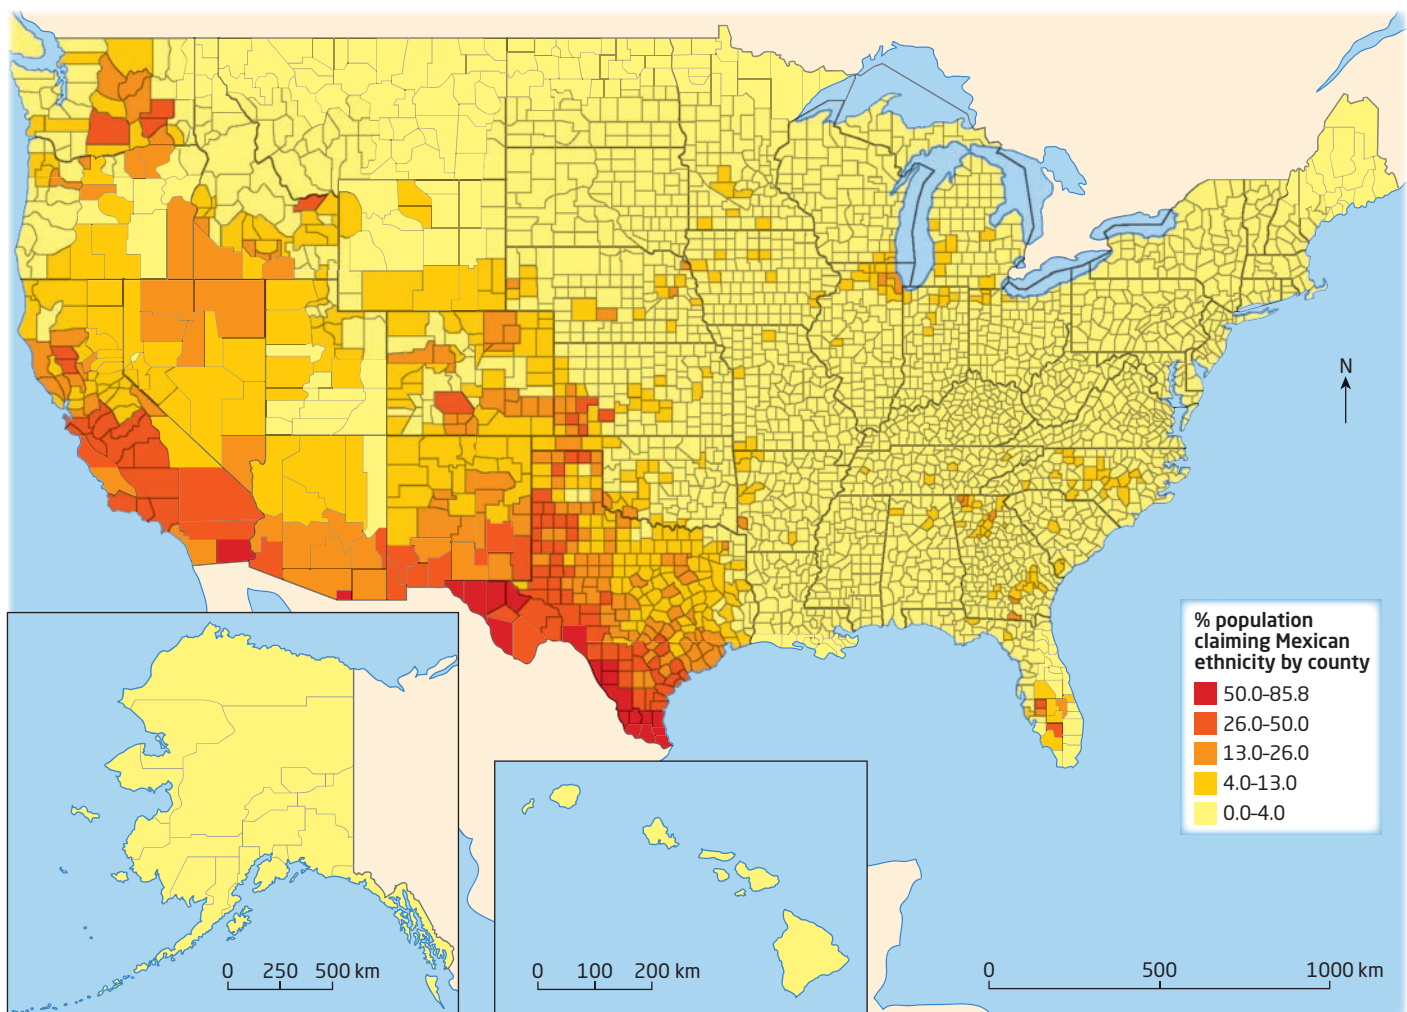 N
% population
claiming Mexican
ethnicity by county
50.0–85.8
26.0–50.0
13.0–26.0
4.0–13.0
0.0–4.0
0 250 500 km
0 100 200 km
0 500 1000 km